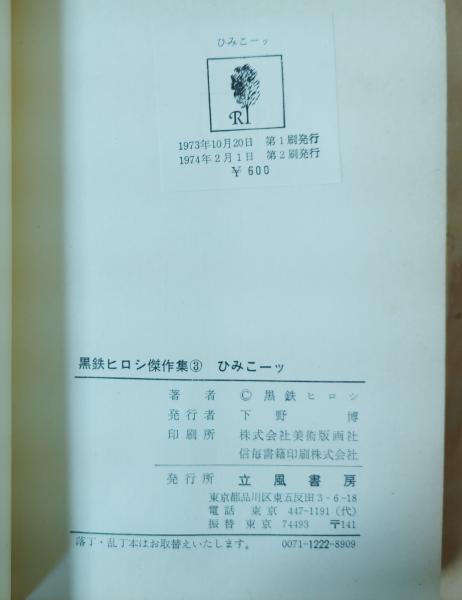 ひみこーッ
R
1973年10月20日 第1刷発行
1974年2月1日 第2刷発行
¥600
黒鉄ヒロシ傑作集③ ひみこーッ
著者 © 黒鉄ヒロシ
発行者 下野博
印刷所 株式会社美術版画社
信毎書籍印刷株式会社
発行所 立風書房
東京都品川区東五反田3-6-18
電話 東京 447-1191(代)
振替 東京 74493 〒141
落丁・乱丁本はお取替えいたします。 0071-1222-8909